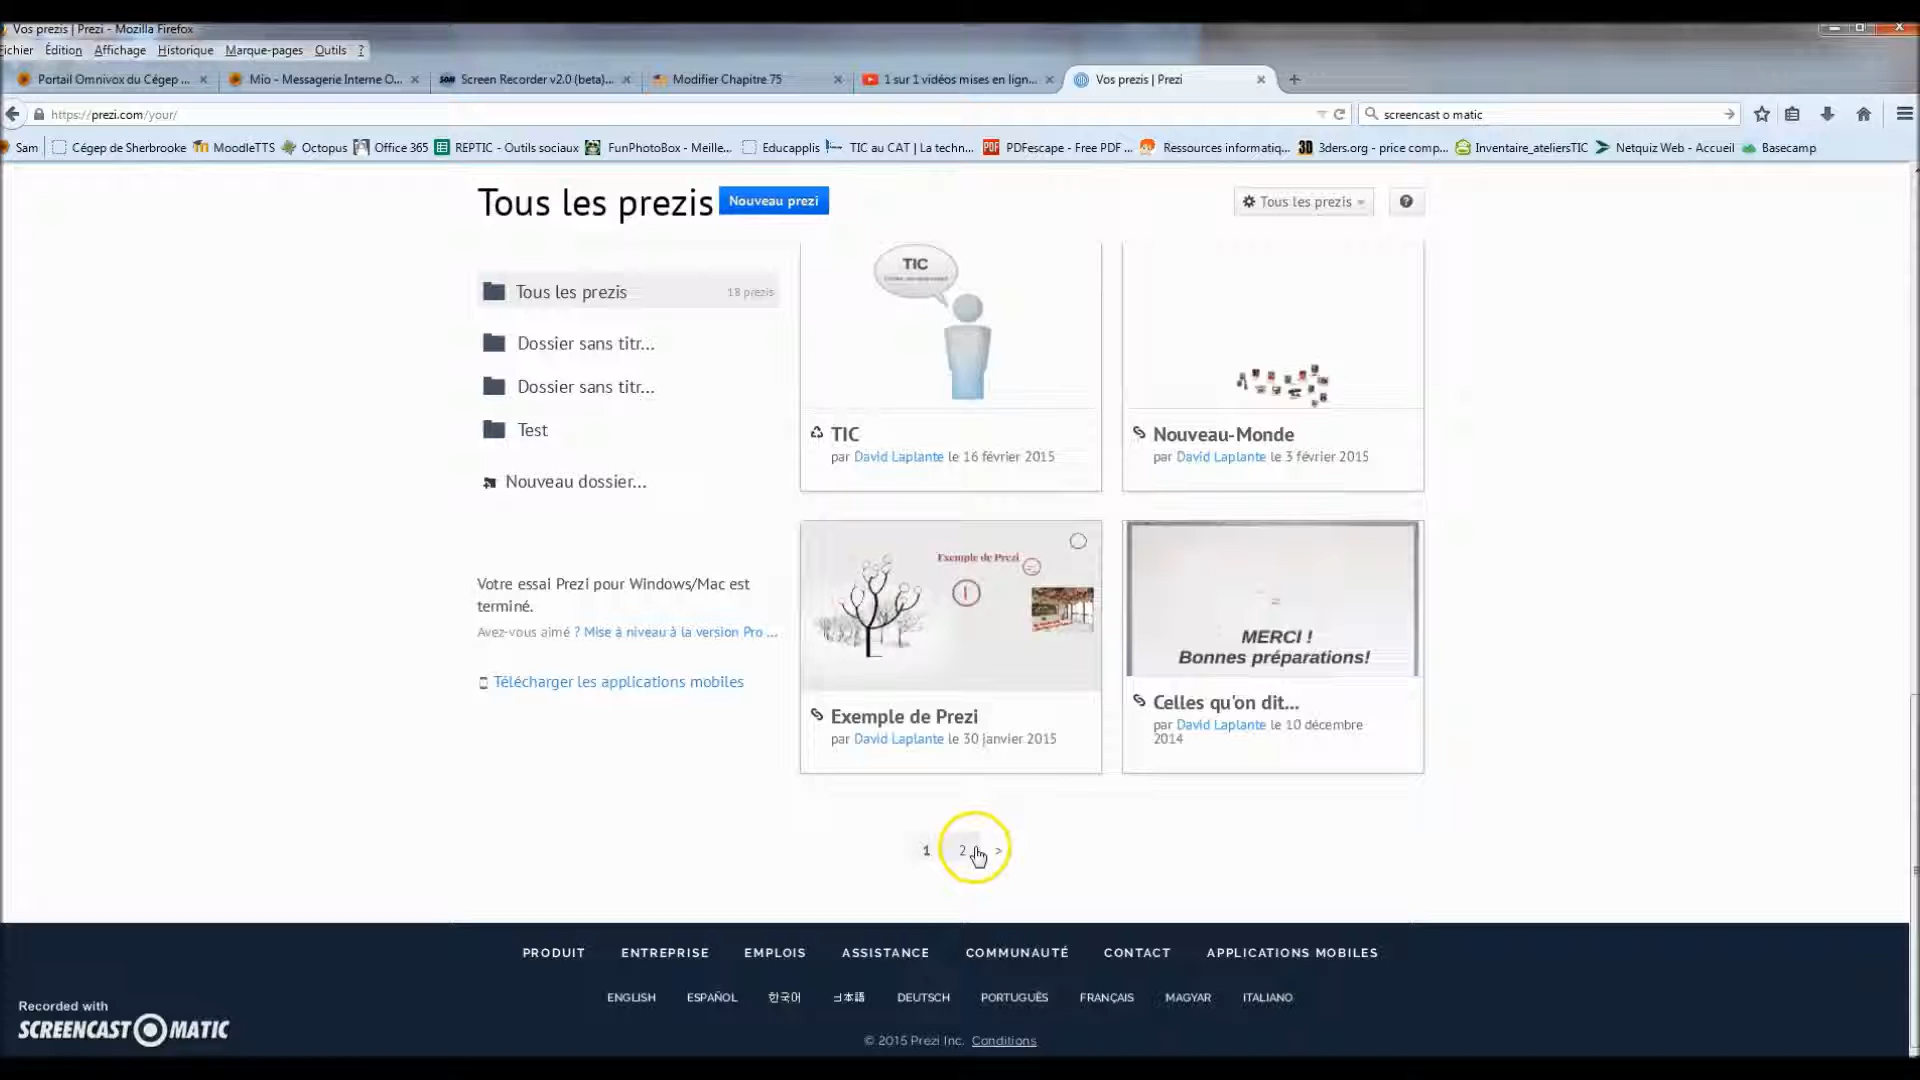 Vos prezis | Prezi - Mozilla Firefox
Fichier Édition Affichage Historique Marque-pages Outils ?
Portail Omnivox du Cégep ... Mio - Messagerie Interne O... Screen Recorder v2.0 (beta)... Modifier Chapitre 75 1 sur 1 vidéos mises en lign... Vos prezis | Prezi
https://prezi.com/your/ screencast o matic
Sam Cégep de Sherbrooke MoodleTTS Octopus Office 365 REPTIC - Outils sociaux FunPhotoBox - Meille... Educapplis TIC au CAT | La techn... PDFescape - Free PDF ... Ressources informatiq... 3ders.org - price comp... Inventaire_ateliersTIC Netquiz Web - Accueil Basecamp
Tous les prezis Nouveau prezi Tous les prezis ?
Tous les prezis 18 prezis
Dossier sans titr...
Dossier sans titr...
Test
Nouveau dossier...
Votre essai Prezi pour Windows/Mac est
terminé.
Avez-vous aimé ? Mise à niveau à la version Pro ...
Télécharger les applications mobiles
TIC
TIC
par David Laplante le 16 février 2015
Nouveau-Monde
par David Laplante le 3 février 2015
Exemple de Prezi
Exemple de Prezi
par David Laplante le 30 janvier 2015
MERCI !
Bonnes préparations!
Celles qu'on dit...
par David Laplante le 10 décembre
2014
1 2 >
PRODUIT ENTREPRISE EMPLOIS ASSISTANCE COMMUNAUTÉ CONTACT APPLICATIONS MOBILES
ENGLISH ESPAÑOL 한국어 日本語 DEUTSCH PORTUGUÊS FRANÇAIS MAGYAR ITALIANO
© 2015 Prezi Inc. Conditions
Recorded with
SCREENCAST-O-MATIC